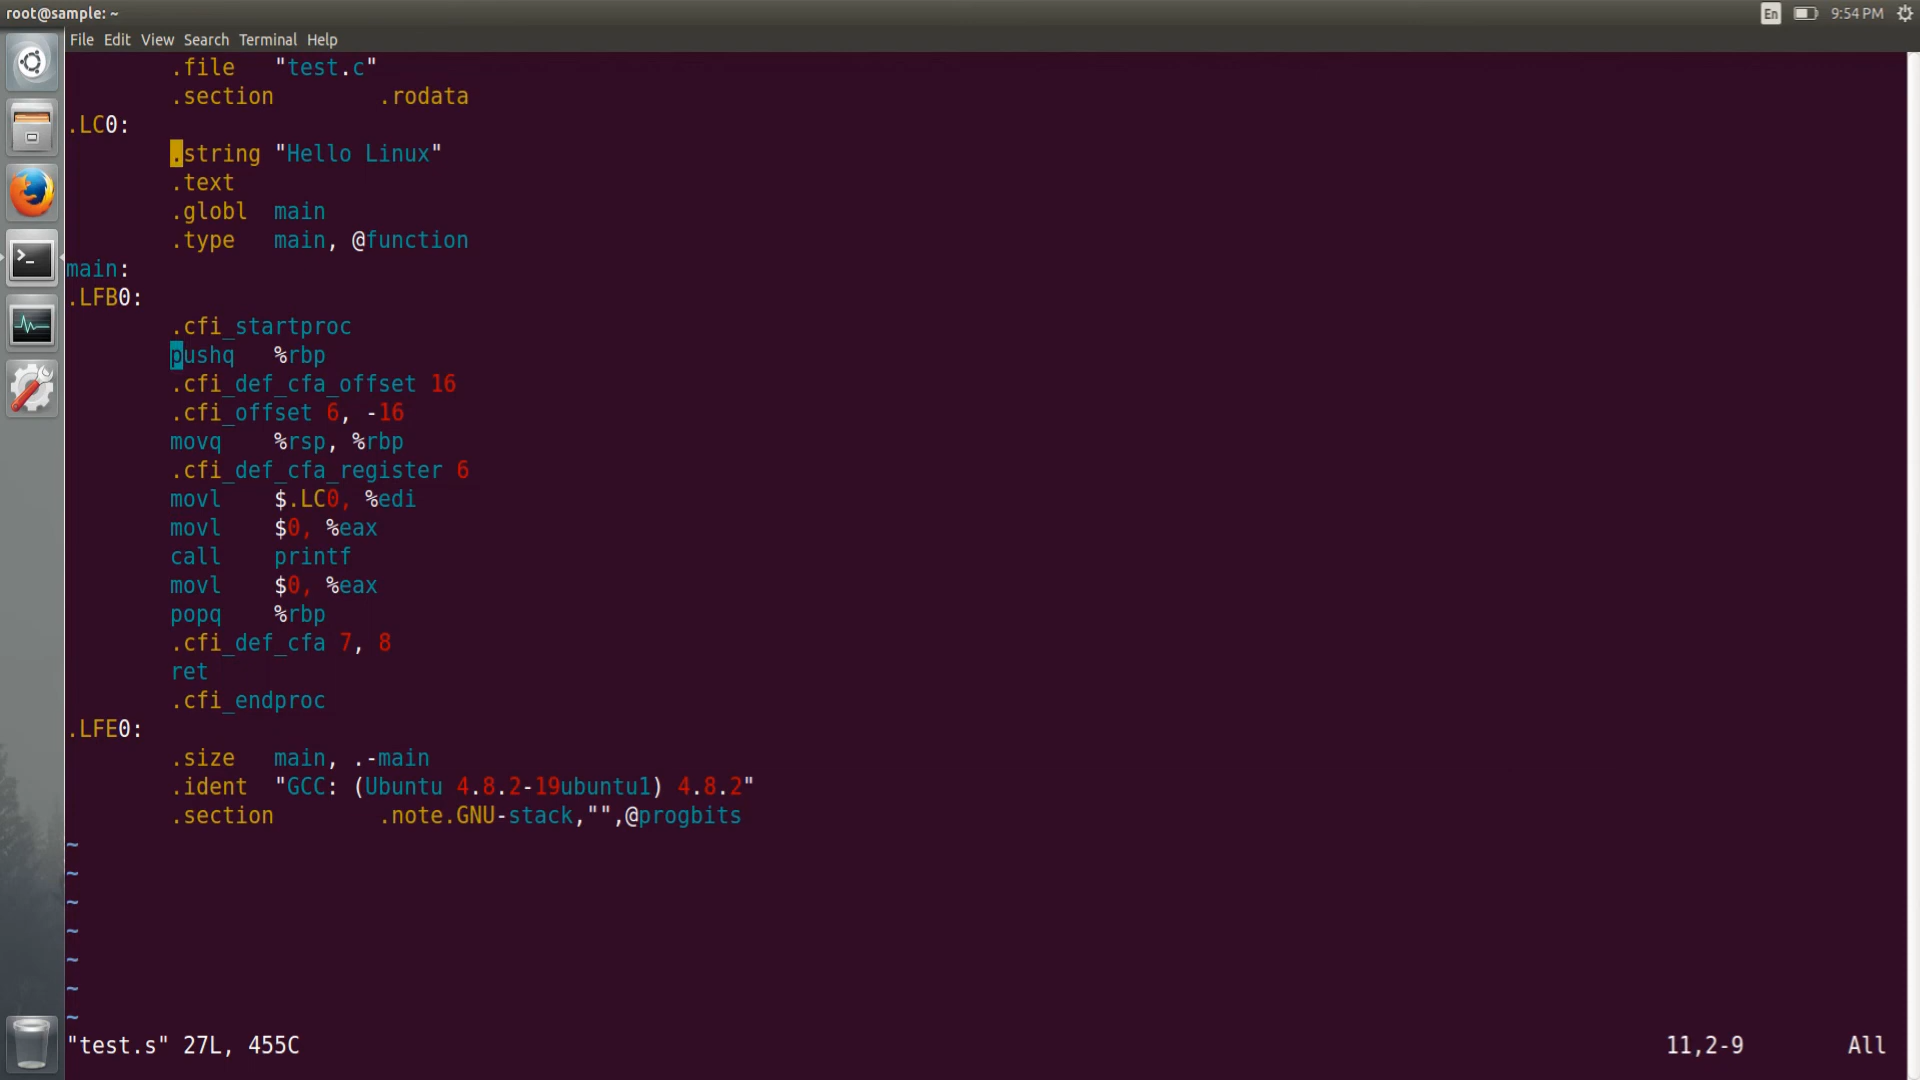 root@sample: ~
En
9:54 PM
File Edit View Search Terminal Help
.file "test.c"
.section .rodata
.LC0:
.string "Hello Linux"
.text
.globl main
.type main, @function
main:
.LFB0:
.cfi_startproc
pushq %rbp
.cfi_def_cfa_offset 16
.cfi_offset 6, -16
movq %rsp, %rbp
.cfi_def_cfa_register 6
movl $.LC0, %edi
movl $0, %eax
call printf
movl $0, %eax
popq %rbp
.cfi_def_cfa 7, 8
ret
.cfi_endproc
.LFE0:
.size main, .-main
.ident "GCC: (Ubuntu 4.8.2-19ubuntu1) 4.8.2"
.section .note.GNU-stack,"",@progbits
~
~
~
~
~
~
~
"test.s" 27L, 455C 11,2-9 All